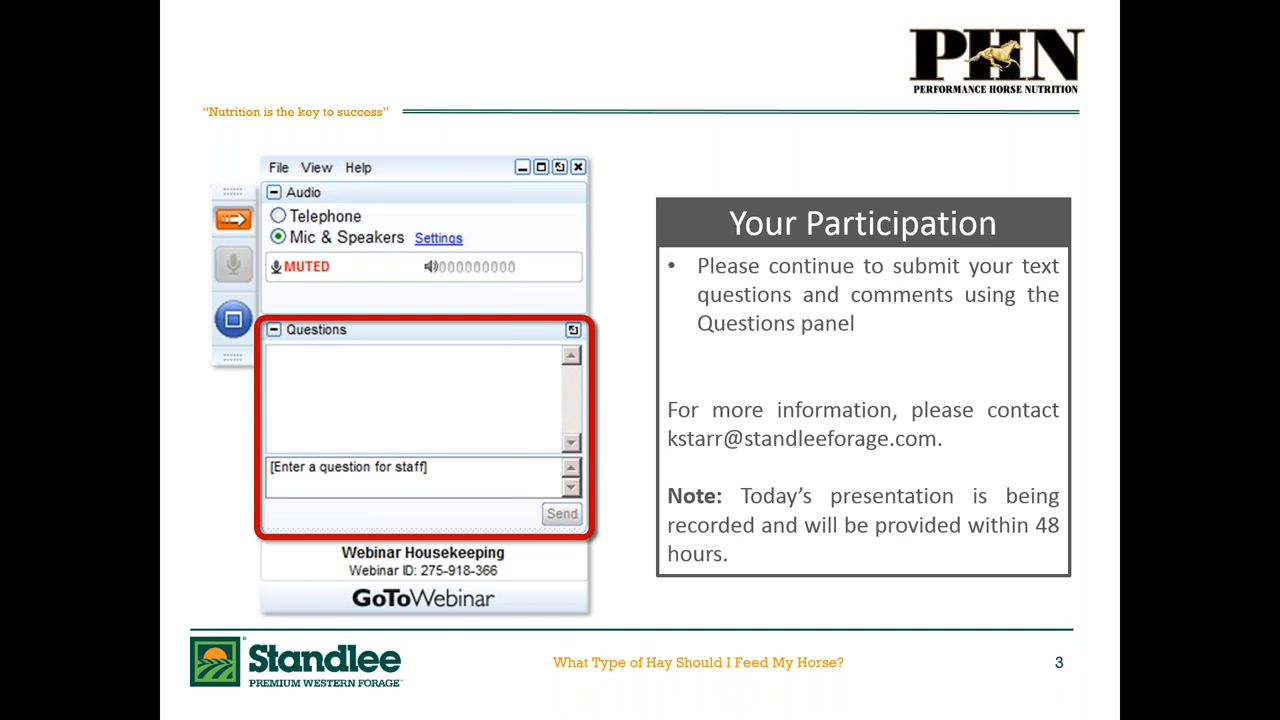 PHN
PERFORMANCE HORSE NUTRITION
“Nutrition is the key to success”
File View Help
Audio
Telephone
Mic & Speakers Settings
MUTED 000000000
Questions
[Enter a question for staff]
Send
Webinar Housekeeping
Webinar ID: 275-918-366
GoToWebinar
Your Participation
• Please continue to submit your text
questions and comments using the
Questions panel
For more information, please contact
kstarr@standleeforage.com.
Note: Today’s presentation is being
recorded and will be provided within 48
hours.
Standlee®
PREMIUM WESTERN FORAGE
What Type of Hay Should I Feed My Horse?
3